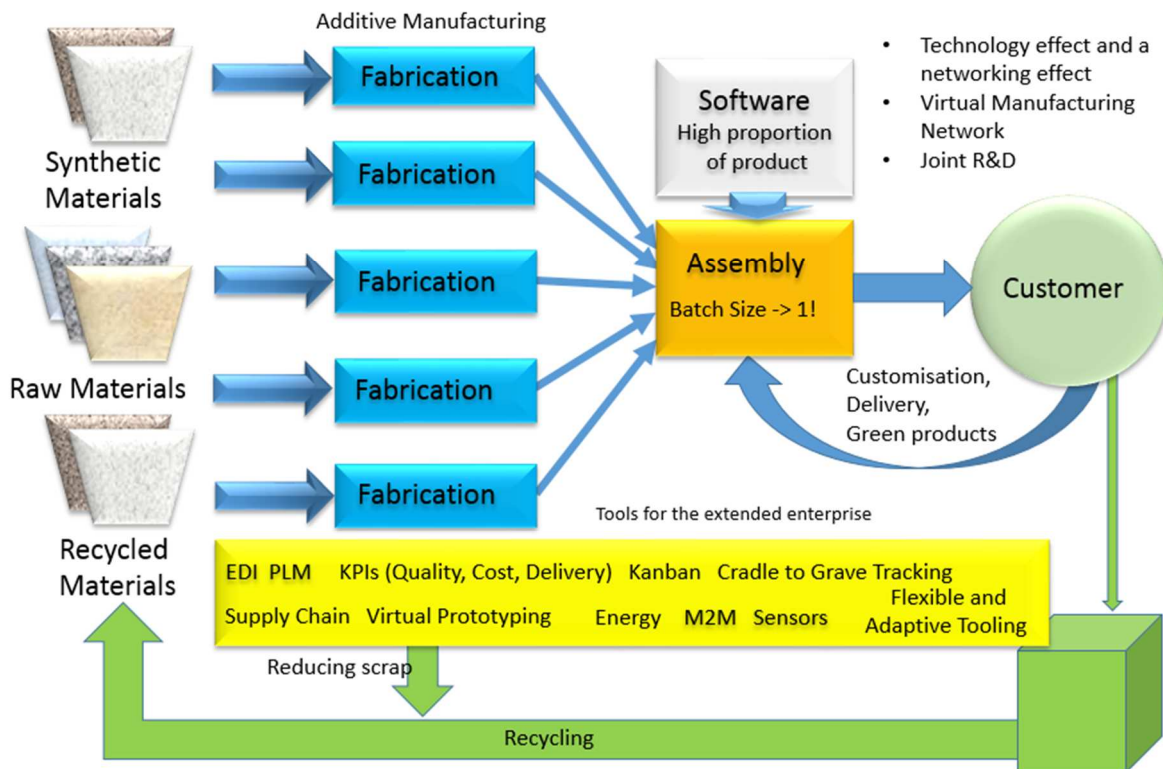 Additive Manufacturing
Synthetic
Materials
Raw Materials
Recycled
Materials
Fabrication
Fabrication
Fabrication
Fabrication
Fabrication
Software
High proportion
of product
• Technology effect and a
networking effect
• Virtual Manufacturing
Network
• Joint R&D
Assembly
Batch Size -> 1!
Customer
Customisation,
Delivery,
Green products
Tools for the extended enterprise
EDI PLM KPIs (Quality, Cost, Delivery) Kanban Cradle to Grave Tracking
Supply Chain Virtual Prototyping Energy M2M Sensors Flexible and
Adaptive Tooling
Reducing scrap
Recycling